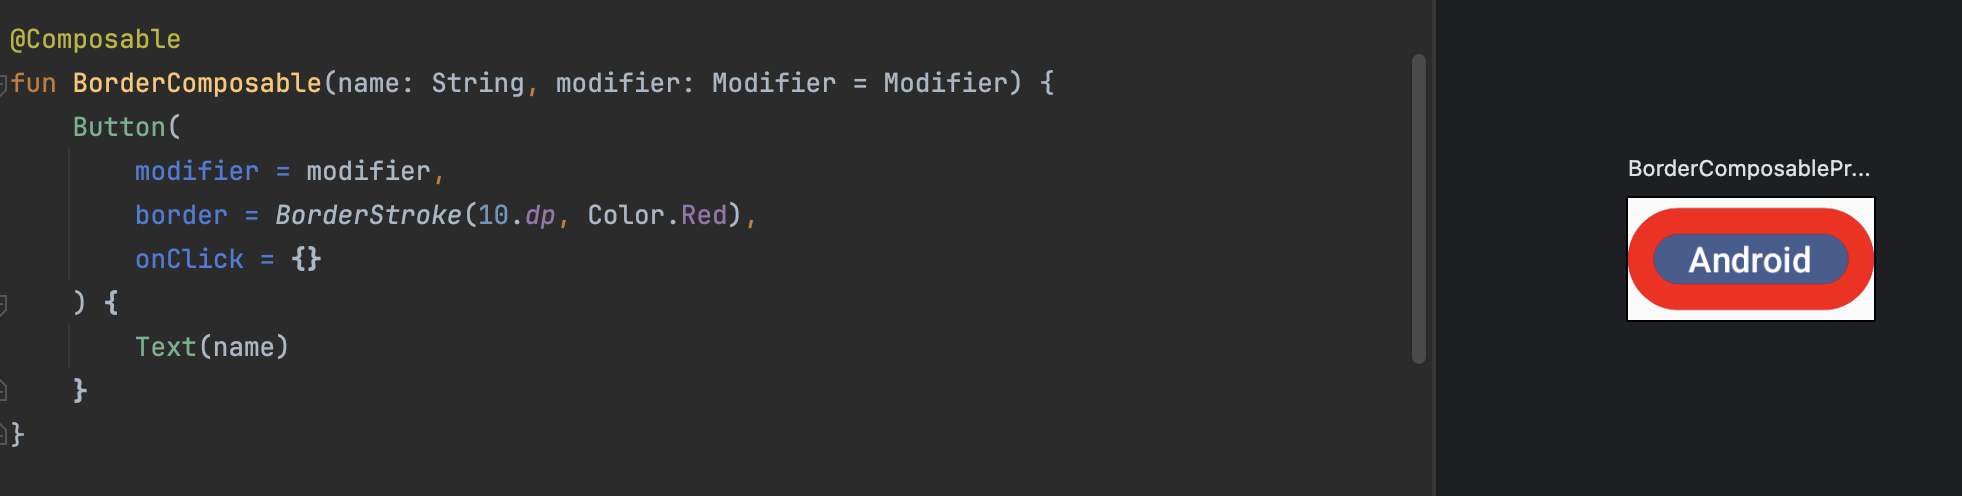 @Composable
fun BorderComposable(name: String, modifier: Modifier = Modifier) {
    Button(
        modifier = modifier,
        border = BorderStroke(10.dp, Color.Red),
        onClick = {}
    ) {
        Text(name)
    }
}
BorderComposablePr...
Android